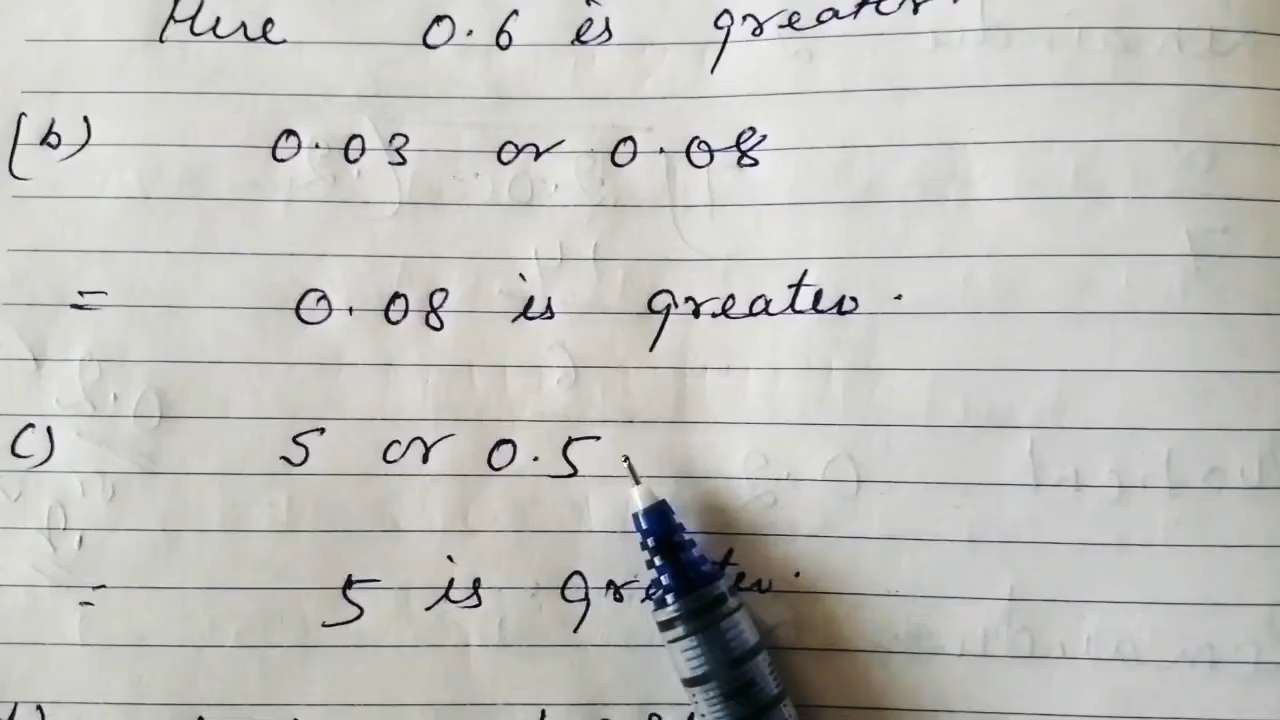 Here 0.6 is greater.
(b) 0.03 or 0.08
= 0.08 is greater.
c) 5 or 0.5
= 5 is greater.